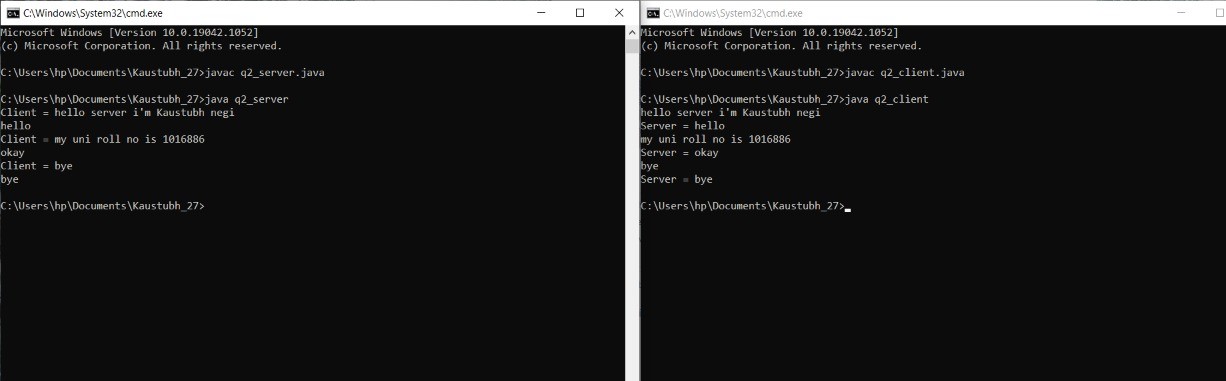 C:\Windows\System32\cmd.exe
Microsoft Windows [Version 10.0.19042.1052]
(c) Microsoft Corporation. All rights reserved.
C:\Users\hp\Documents\Kaustubh_27>javac q2_server.java
C:\Users\hp\Documents\Kaustubh_27>java q2_server
Client = hello server i'm Kaustubh negi
hello
Client = my uni roll no is 1016886
okay
Client = bye
bye
C:\Users\hp\Documents\Kaustubh_27>
C:\Windows\System32\cmd.exe
Microsoft Windows [Version 10.0.19042.1052]
(c) Microsoft Corporation. All rights reserved.
C:\Users\hp\Documents\Kaustubh_27>javac q2_client.java
C:\Users\hp\Documents\Kaustubh_27>java q2_client
hello server i'm Kaustubh negi
Server = hello
my uni roll no is 1016886
Server = okay
bye
Server = bye
C:\Users\hp\Documents\Kaustubh_27>